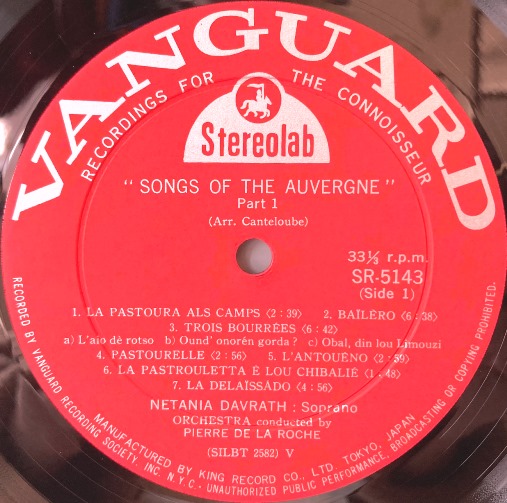 VANGUARD
RECORDINGS FOR THE CONNOISSEUR
Stereolab
"SONGS OF THE AUVERGNE"
Part 1
(Arr. Canteloube)
33⅓ r.p.m.
SR-5143
(Side 1)
1. LA PASTOURA ALS CAMPS (2:39) 2. BAÏLÈRO (6:38)
3. TROIS BOURRÉES (6:42)
a) L'aio dè rotso b) Ound' onorén gorda? c) Obal, din lou Limouzi
4. PASTOURELLE (2:56) 5. L'ANTOUÈNO (2:59)
6. LA PASTROULETTA È LOU CHIBALIÈ (1:48)
7. LA DELAÏSSÁDO (4:56)
NETANIA DAVRATH: Soprano
ORCHESTRA conducted by
PIERRE DE LA ROCHE
(SILBT 2582) V
RECORDED BY VANGUARD RECORDING SOCIETY, INC. N.Y.C. · UNAUTHORIZED PUBLIC PERFORMANCE, BROADCASTING OR COPYING PROHIBITED.
MANUFACTURED BY KING RECORD CO., LTD. TOKYO, JAPAN